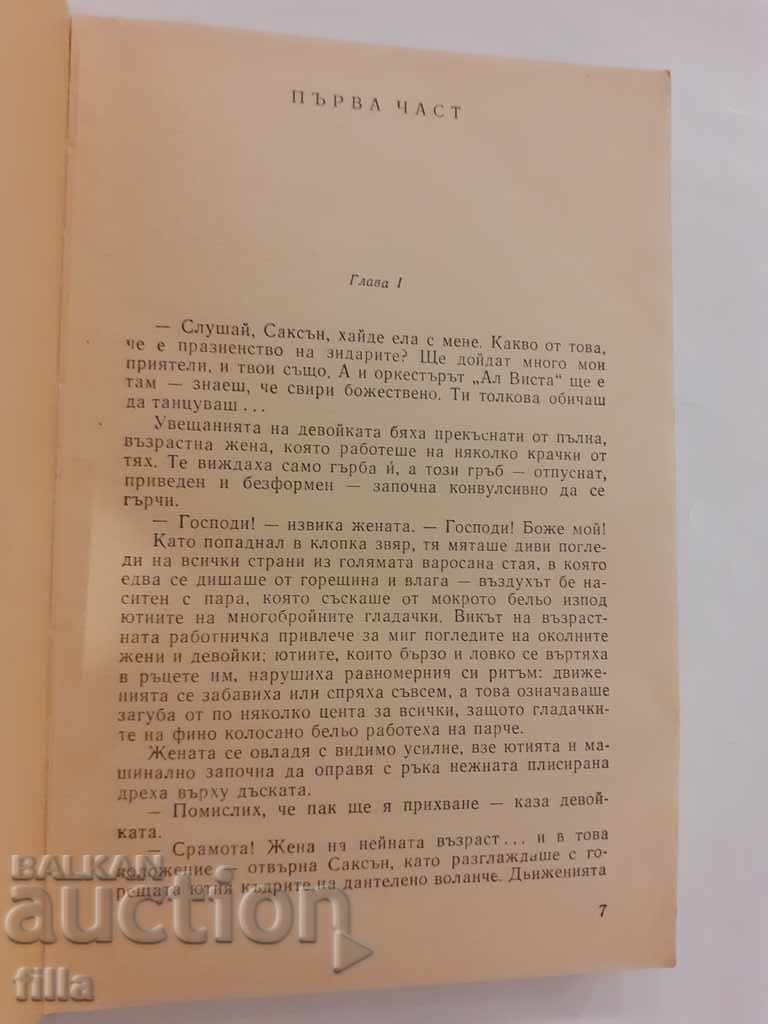 ПЪРВА ЧАСТ
Глава I
— Слушай, Саксън, хайде ела с мене. Какво от това,
че е празненство на зидарите? Ще дойдат много мои
приятели, и твои също. А и оркестърът „Ал Виста“ ще е
там — знаеш, че свири божествено. Ти толкова обичаш
да танцуваш...
Увещанията на девойката бяха прекъснати от пълна,
възрастна жена, която работеше на няколко крачки от
тях. Те виждаха само гърба ѝ, а този гръб — отпуснат,
приведен и безформен — започна конвулсивно да се
гърчи.
— Господи! — извика жената. — Господи! Боже мой!
Като попаднал в клопка звяр, тя мяташе диви погле-
ди на всички страни из голямата варосана стая, в която
едва се дишаше от горещина и влага — въздухът бе на-
ситен с пара, която съскаше от мокрото бельо изпод
ютиите на многобройните гладачки. Викът на възраст-
ната работничка привлече за миг погледите на околните
жени и девойки; ютиите, които бързо и ловко се въртяха
в ръцете им, нарушиха равномерния си ритъм: движе-
нията се забавиха или спряха съвсем, а това означаваше
загуба от по няколко цента за всички, защото гладачки-
те на фино колосано бельо работеха на парче.
Жената се овладя с видимо усилие, взе ютията и ма-
шинално започна да оправя с ръка нежната плисирана
дреха върху дъската.
— Помислих, че пак ще я прихване — каза девой-
ката.
— Срамота! Жена на нейната възраст... и в това
положение — отвърна Саксън, като разглаждаше с го-
рещата ютия къдрите на дантелено воланче. Движенията
7
BALKAN
auction
filla